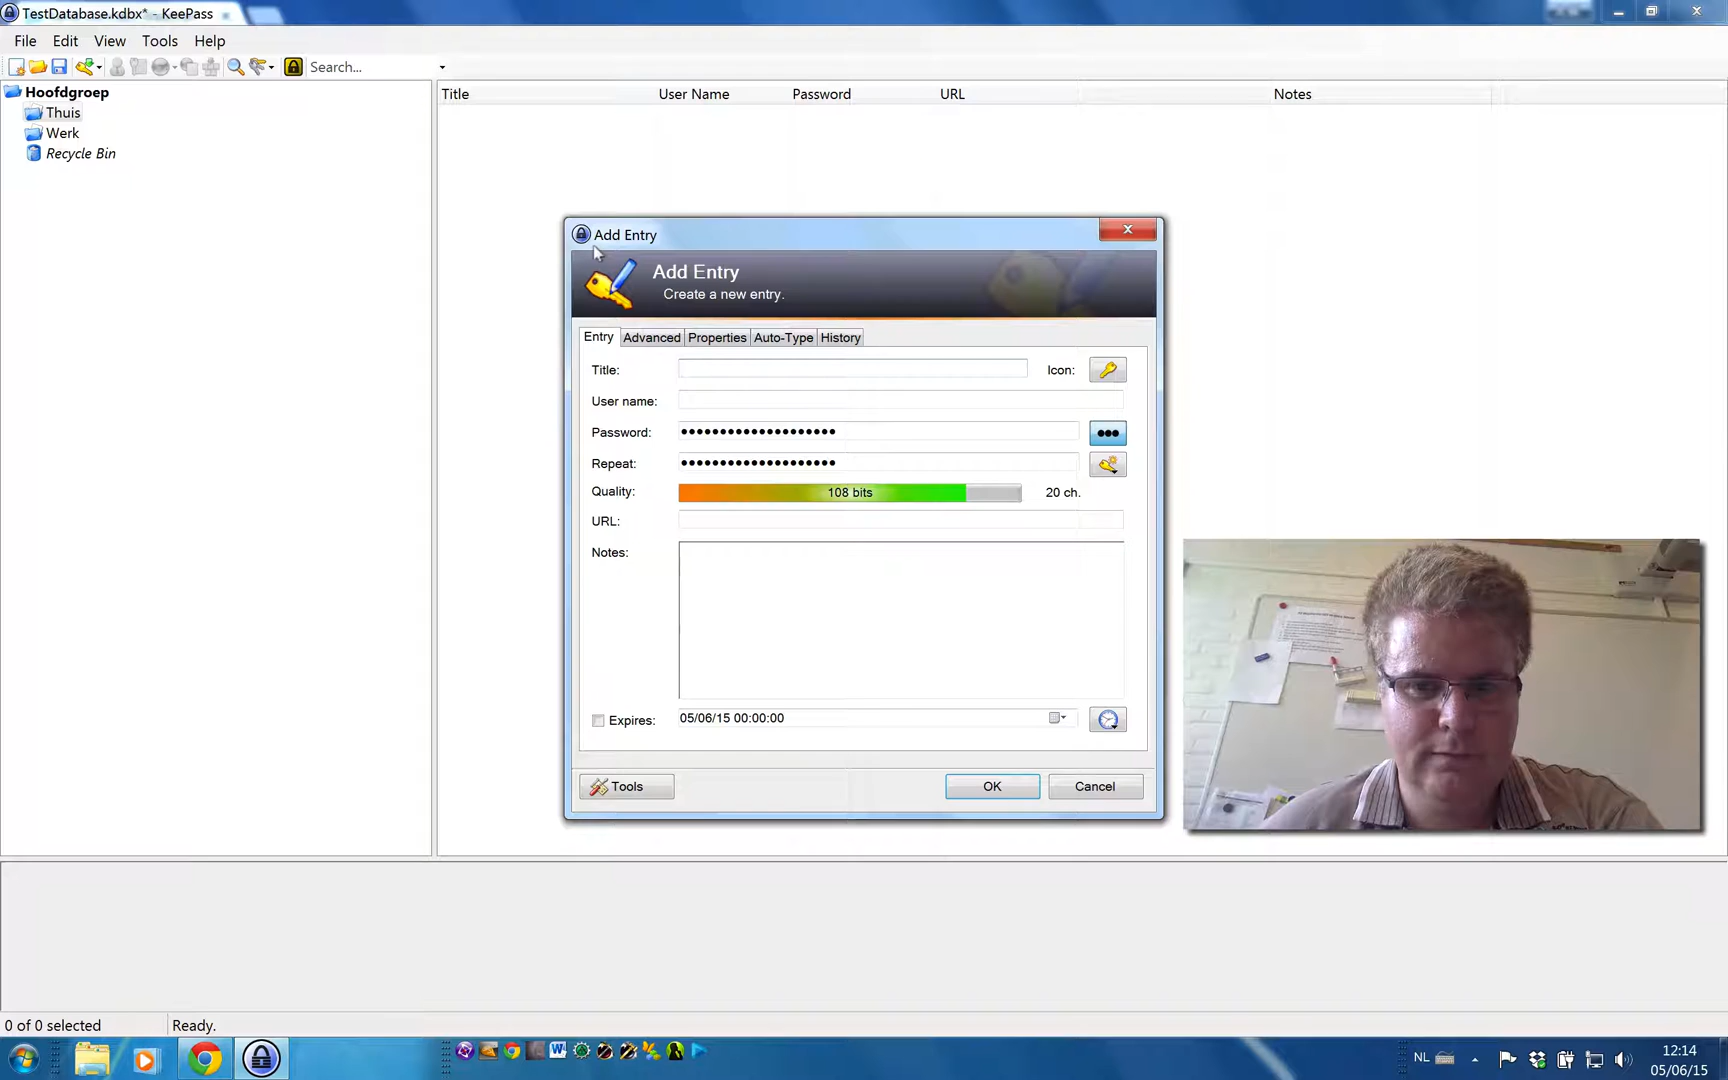 TestDatabase.kdbx* - KeePass
File Edit View Tools Help
Search...
Hoofdgroep
Thuis
Werk
Recycle Bin
Title User Name Password URL Notes
Add Entry
Add Entry
Create a new entry.
Entry Advanced Properties Auto-Type History
Title: Icon:
User name:
Password: ●●●●●●●●●●●●●●●●●●●● ●●●
Repeat: ●●●●●●●●●●●●●●●●●●●●
Quality: 108 bits 20 ch.
URL:
Notes:
Expires: 05/06/15 00:00:00
Tools OK Cancel
0 of 0 selected Ready.
NL 12:14
05/06/15